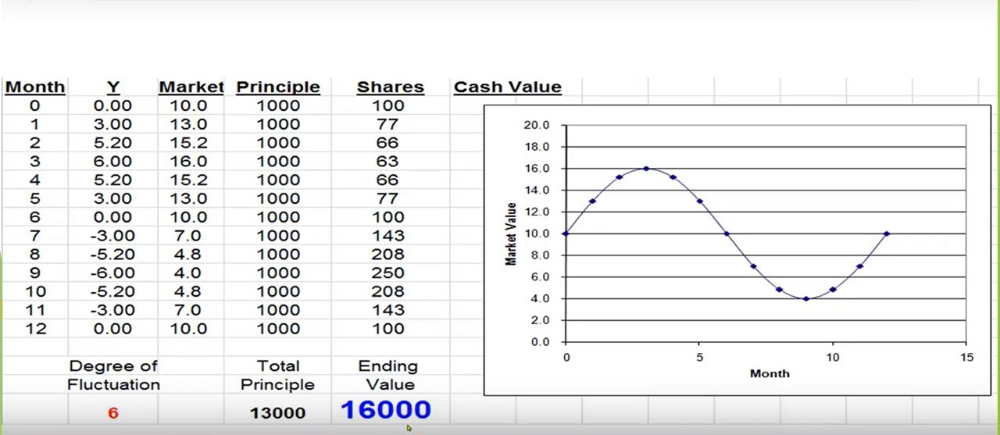 Month Y Market Principle Shares Cash Value
0 0.00 10.0 1000 100
1 3.00 13.0 1000 77
2 5.20 15.2 1000 66
3 6.00 16.0 1000 63
4 5.20 15.2 1000 66
5 3.00 13.0 1000 77
6 0.00 10.0 1000 100
7 -3.00 7.0 1000 143
8 -5.20 4.8 1000 208
9 -6.00 4.0 1000 250
10 -5.20 4.8 1000 208
11 -3.00 7.0 1000 143
12 0.00 10.0 1000 100
Degree of Total Ending
Fluctuation Principle Value
6 13000 16000
20.0
18.0
16.0
14.0
12.0
10.0
8.0
6.0
4.0
2.0
0.0
Market Value
0 5 10 15
Month